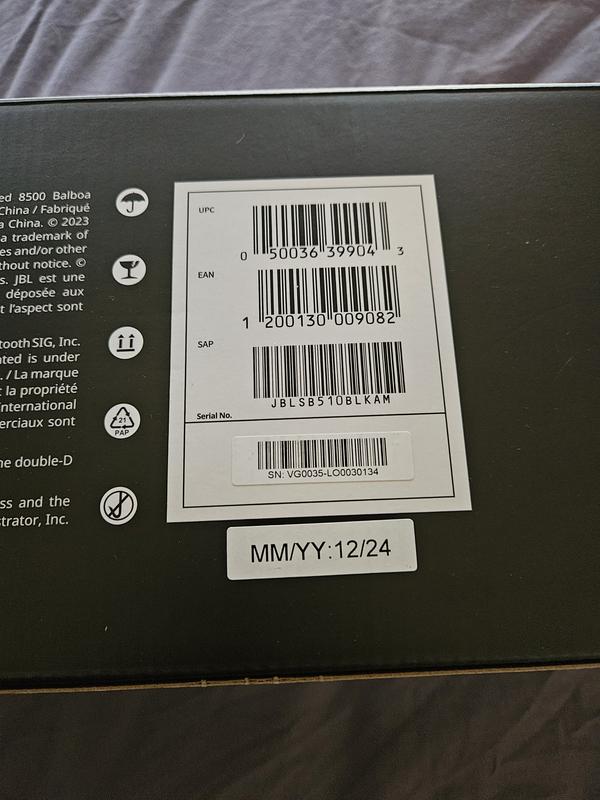 ed 8500 Balboa
China / Fabriqué
a China. © 2023
a trademark of
es and/or other
thout notice. ©
s. JBL est une
déposée aux
t l'aspect sont
tooth SIG, Inc.
ted is under
. / La marque
t la propriété
International
erciaux sont
he double-D
ss and the
strator, Inc.
21
PAP
UPC
0 50036 39904 3
EAN
1 200130 009082
SAP
JBLSB510BLKAM
Serial No.
SN: VG0035-LO0030134
MM/YY:12/24